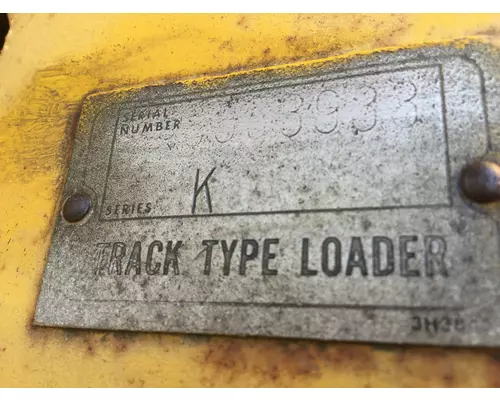 SERIAL
NUMBER
SERIES K
TRACK TYPE LOADER